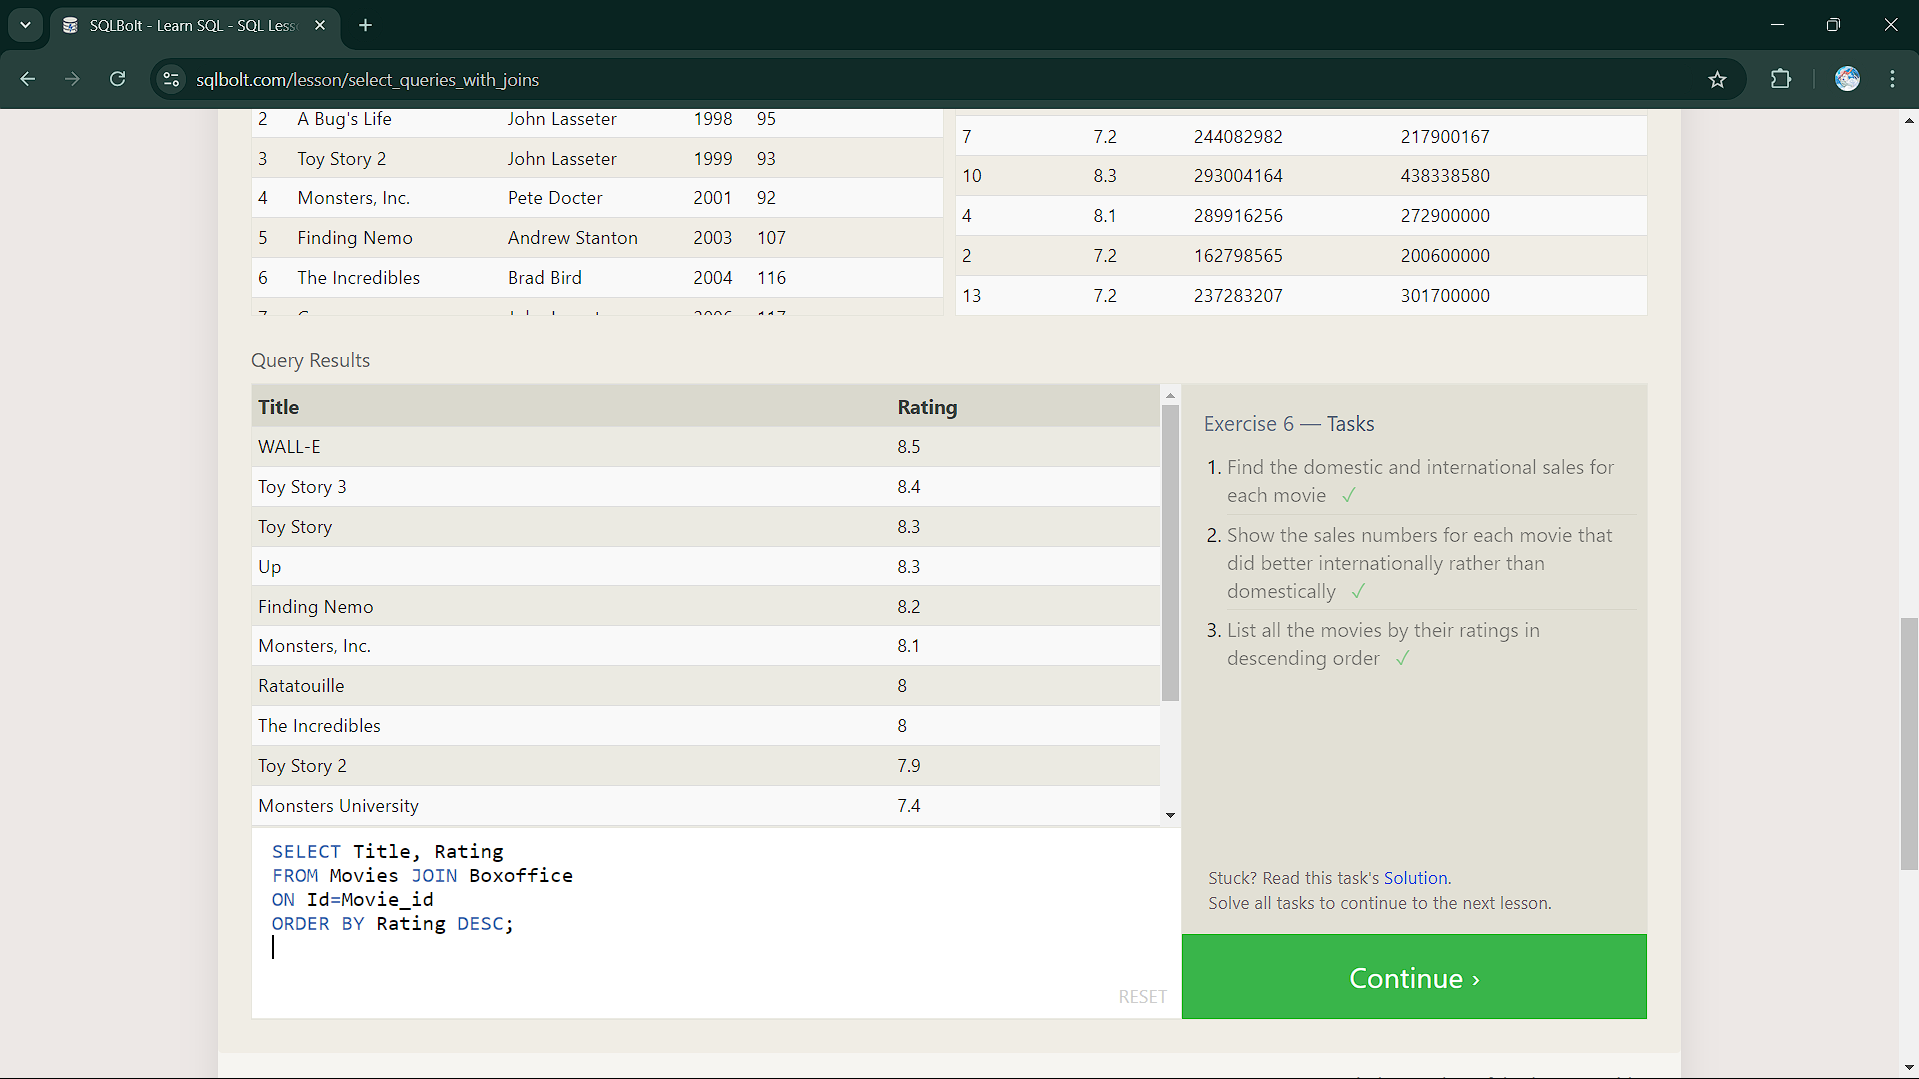 SQLBolt - Learn SQL - SQL Less
sqlbolt.com/lesson/select_queries_with_joins
2 A Bug's Life John Lasseter 1998 95
3 Toy Story 2 John Lasseter 1999 93
4 Monsters, Inc. Pete Docter 2001 92
5 Finding Nemo Andrew Stanton 2003 107
6 The Incredibles Brad Bird 2004 116
7 7.2 244082982 217900167
10 8.3 293004164 438338580
4 8.1 289916256 272900000
2 7.2 162798565 200600000
13 7.2 237283207 301700000
Query Results
Title Rating
WALL-E 8.5
Toy Story 3 8.4
Toy Story 8.3
Up 8.3
Finding Nemo 8.2
Monsters, Inc. 8.1
Ratatouille 8
The Incredibles 8
Toy Story 2 7.9
Monsters University 7.4
SELECT Title, Rating
FROM Movies JOIN Boxoffice
ON Id=Movie_id
ORDER BY Rating DESC;
RESET
Exercise 6 — Tasks
1. Find the domestic and international sales for
each movie ✓
2. Show the sales numbers for each movie that
did better internationally rather than
domestically ✓
3. List all the movies by their ratings in
descending order ✓
Stuck? Read this task's Solution.
Solve all tasks to continue to the next lesson.
Continue ›